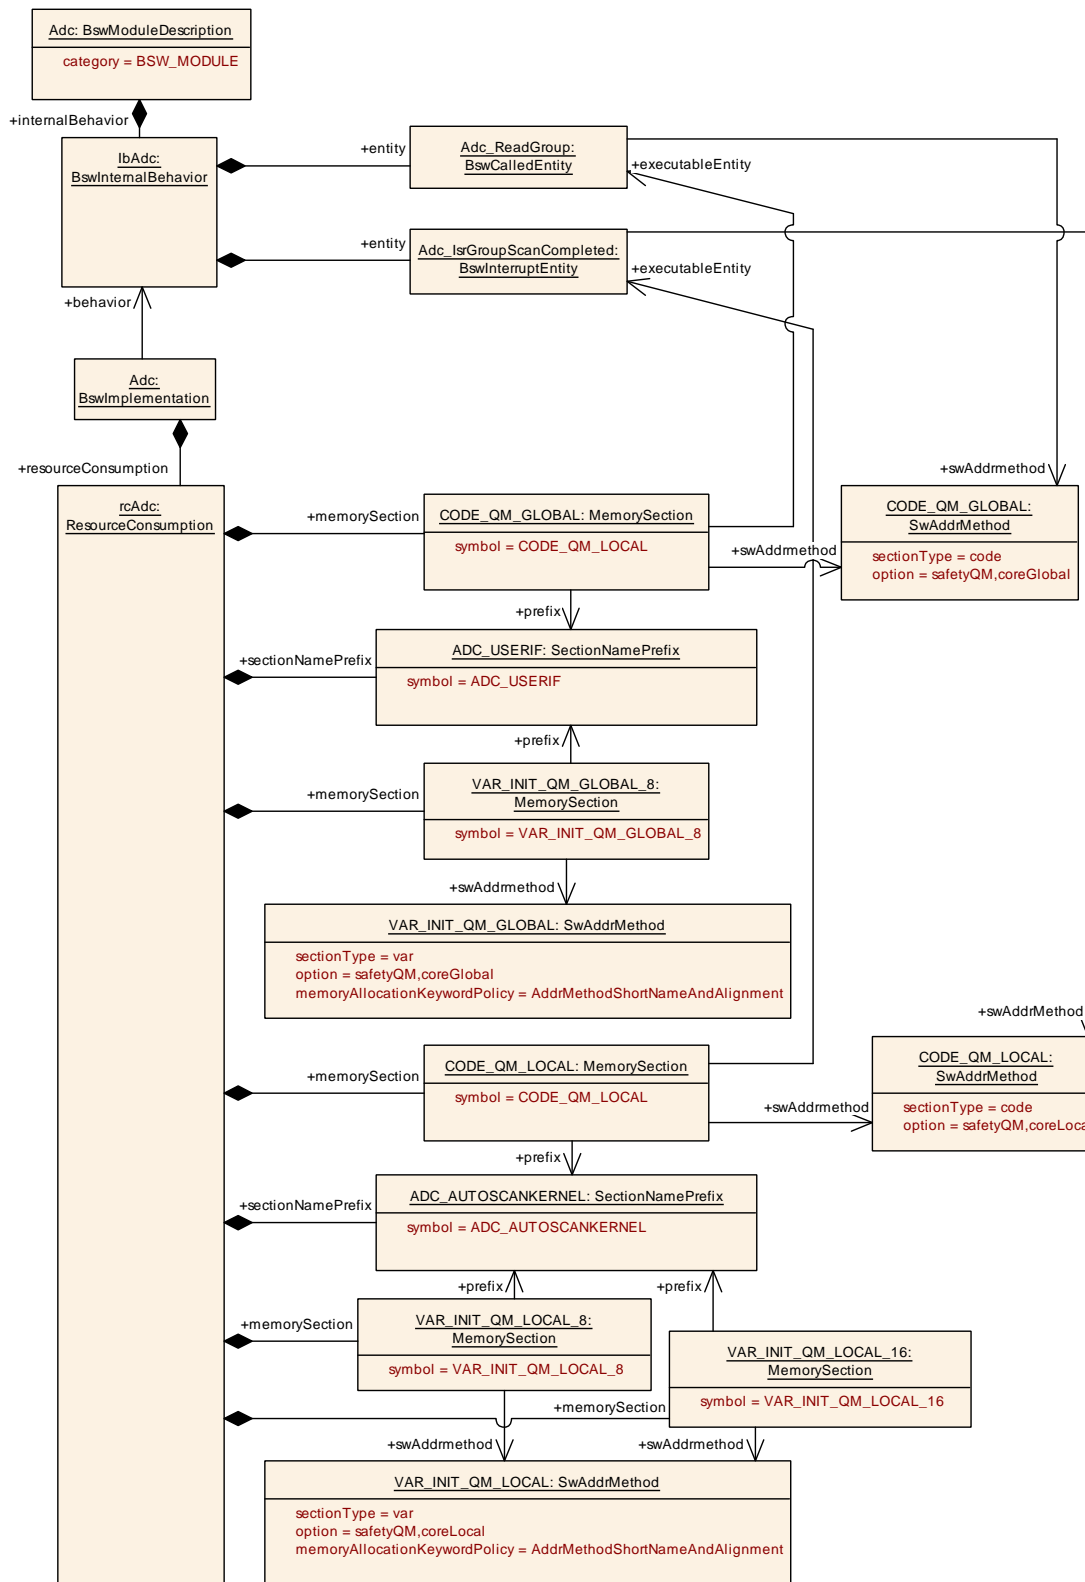 Adc: BswModuleDescription
category = BSW_MODULE
+internalBehavior
IbAdc:
BswInternalBehavior
+entity
Adc_ReadGroup:
BswCalledEntity
+executableEntity
+entity
Adc_IsrGroupScanCompleted:
BswInterruptEntity
+executableEntity
+behavior
Adc:
BswImplementation
+resourceConsumption
rcAdc:
ResourceConsumption
+memorySection
CODE_QM_GLOBAL: MemorySection
symbol = CODE_QM_LOCAL
+swAddrmethod
+swAddrmethod
CODE_QM_GLOBAL:
SwAddrMethod
sectionType = code
option = safetyQM,coreGlobal
+prefix
+sectionNamePrefix
ADC_USERIF: SectionNamePrefix
symbol = ADC_USERIF
+prefix
+memorySection
VAR_INIT_QM_GLOBAL_8:
MemorySection
symbol = VAR_INIT_QM_GLOBAL_8
+swAddrmethod
VAR_INIT_QM_GLOBAL: SwAddrMethod
sectionType = var
option = safetyQM,coreGlobal
memoryAllocationKeywordPolicy = AddrMethodShortNameAndAlignment
+swAddrMethod
+memorySection
CODE_QM_LOCAL: MemorySection
symbol = CODE_QM_LOCAL
+swAddrmethod
CODE_QM_LOCAL:
SwAddrMethod
sectionType = code
option = safetyQM,coreLoca
+prefix
+sectionNamePrefix
ADC_AUTOSCANKERNEL: SectionNamePrefix
symbol = ADC_AUTOSCANKERNEL
+prefix
+prefix
+memorySection
VAR_INIT_QM_LOCAL_8:
MemorySection
symbol = VAR_INIT_QM_LOCAL_8
VAR_INIT_QM_LOCAL_16:
MemorySection
symbol = VAR_INIT_QM_LOCAL_16
+memorySection
+swAddrmethod
+swAddrmethod
VAR_INIT_QM_LOCAL: SwAddrMethod
sectionType = var
option = safetyQM,coreLocal
memoryAllocationKeywordPolicy = AddrMethodShortNameAndAlignment